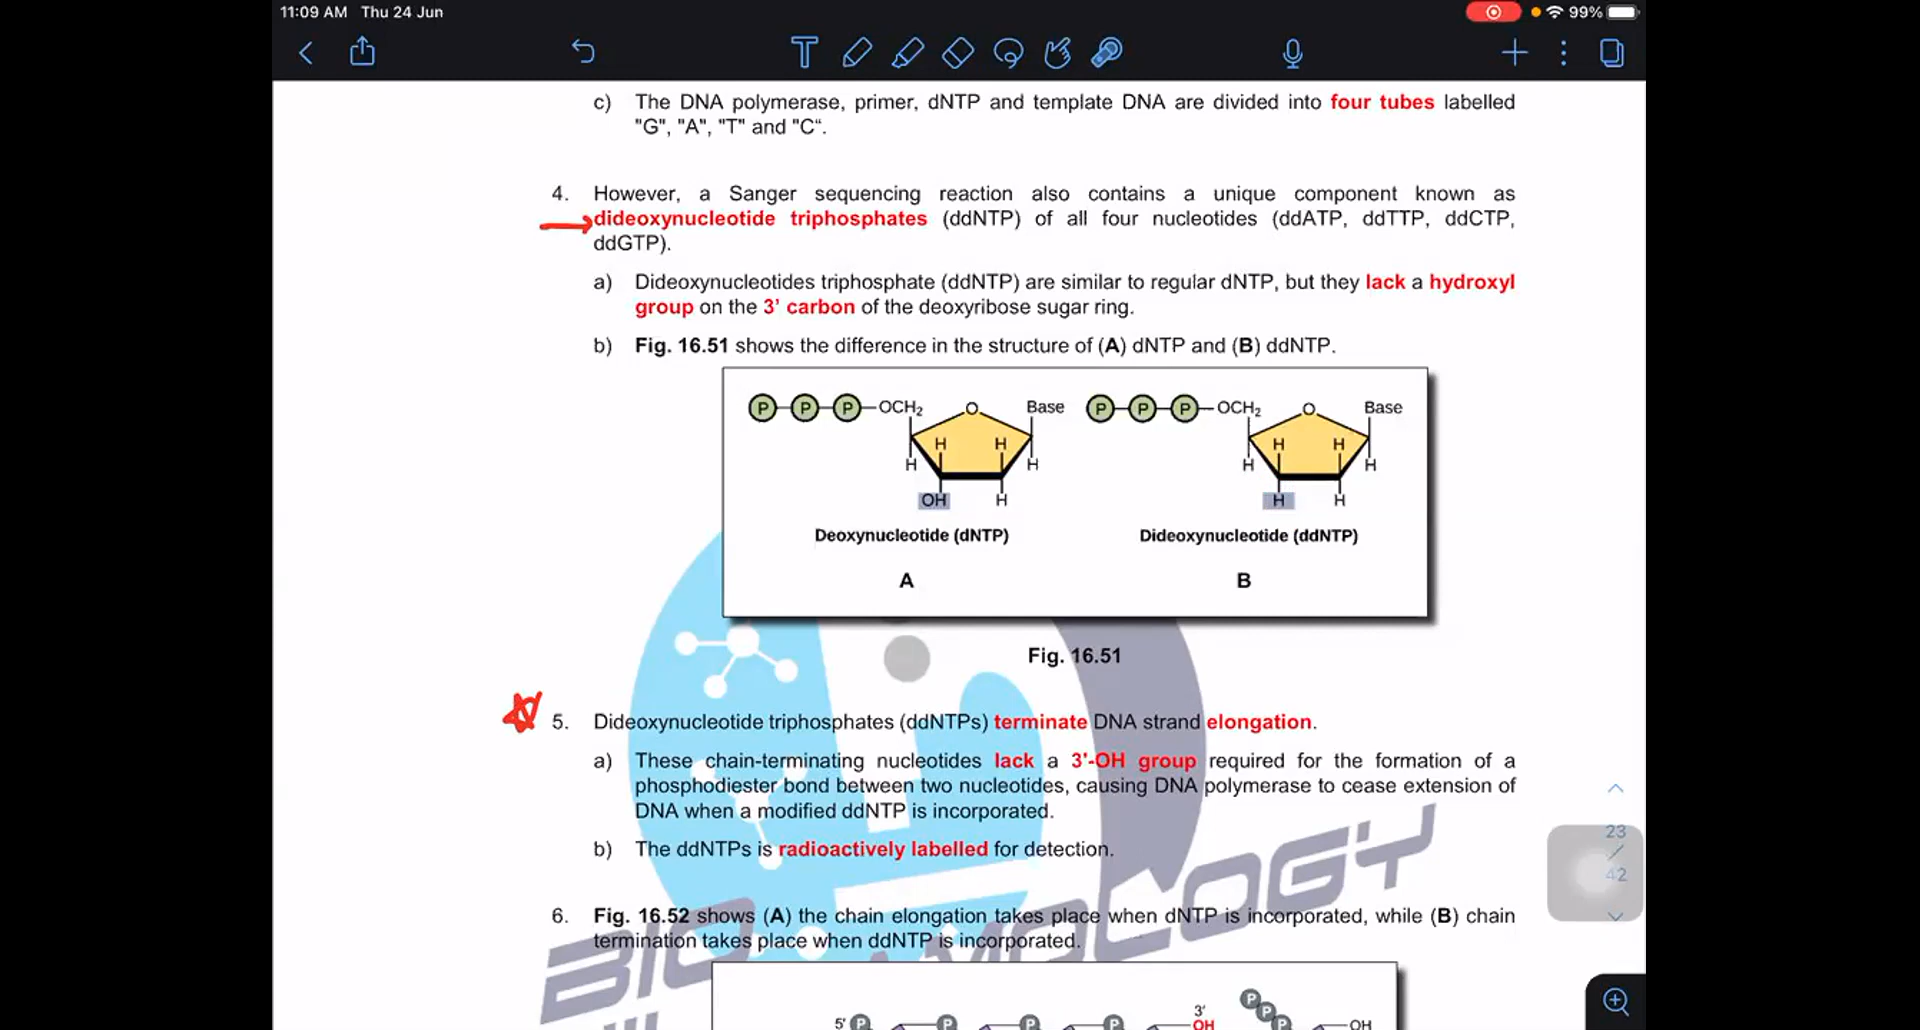 11:09 AM Thu 24 Jun
99%
c) The DNA polymerase, primer, dNTP and template DNA are divided into four tubes labelled
"G", "A", "T" and "C“.
4. However, a Sanger sequencing reaction also contains a unique component known as
dideoxynucleotide triphosphates (ddNTP) of all four nucleotides (ddATP, ddTTP, ddCTP,
ddGTP).
a) Dideoxynucleotides triphosphate (ddNTP) are similar to regular dNTP, but they lack a hydroxyl
group on the 3’ carbon of the deoxyribose sugar ring.
b) Fig. 16.51 shows the difference in the structure of (A) dNTP and (B) ddNTP.
P P P OCH₂ O Base P P P OCH₂ O Base
H H H H
H H H H
OH H H H
Deoxynucleotide (dNTP) Dideoxynucleotide (ddNTP)
A B
Fig. 16.51
5. Dideoxynucleotide triphosphates (ddNTPs) terminate DNA strand elongation.
a) These chain-terminating nucleotides lack a 3'-OH group required for the formation of a
phosphodiester bond between two nucleotides, causing DNA polymerase to cease extension of
DNA when a modified ddNTP is incorporated.
b) The ddNTPs is radioactively labelled for detection.
23
/
42
6. Fig. 16.52 shows (A) the chain elongation takes place when dNTP is incorporated, while (B) chain
termination takes place when ddNTP is incorporated.
3' P
P
5' P P P P OH P OH